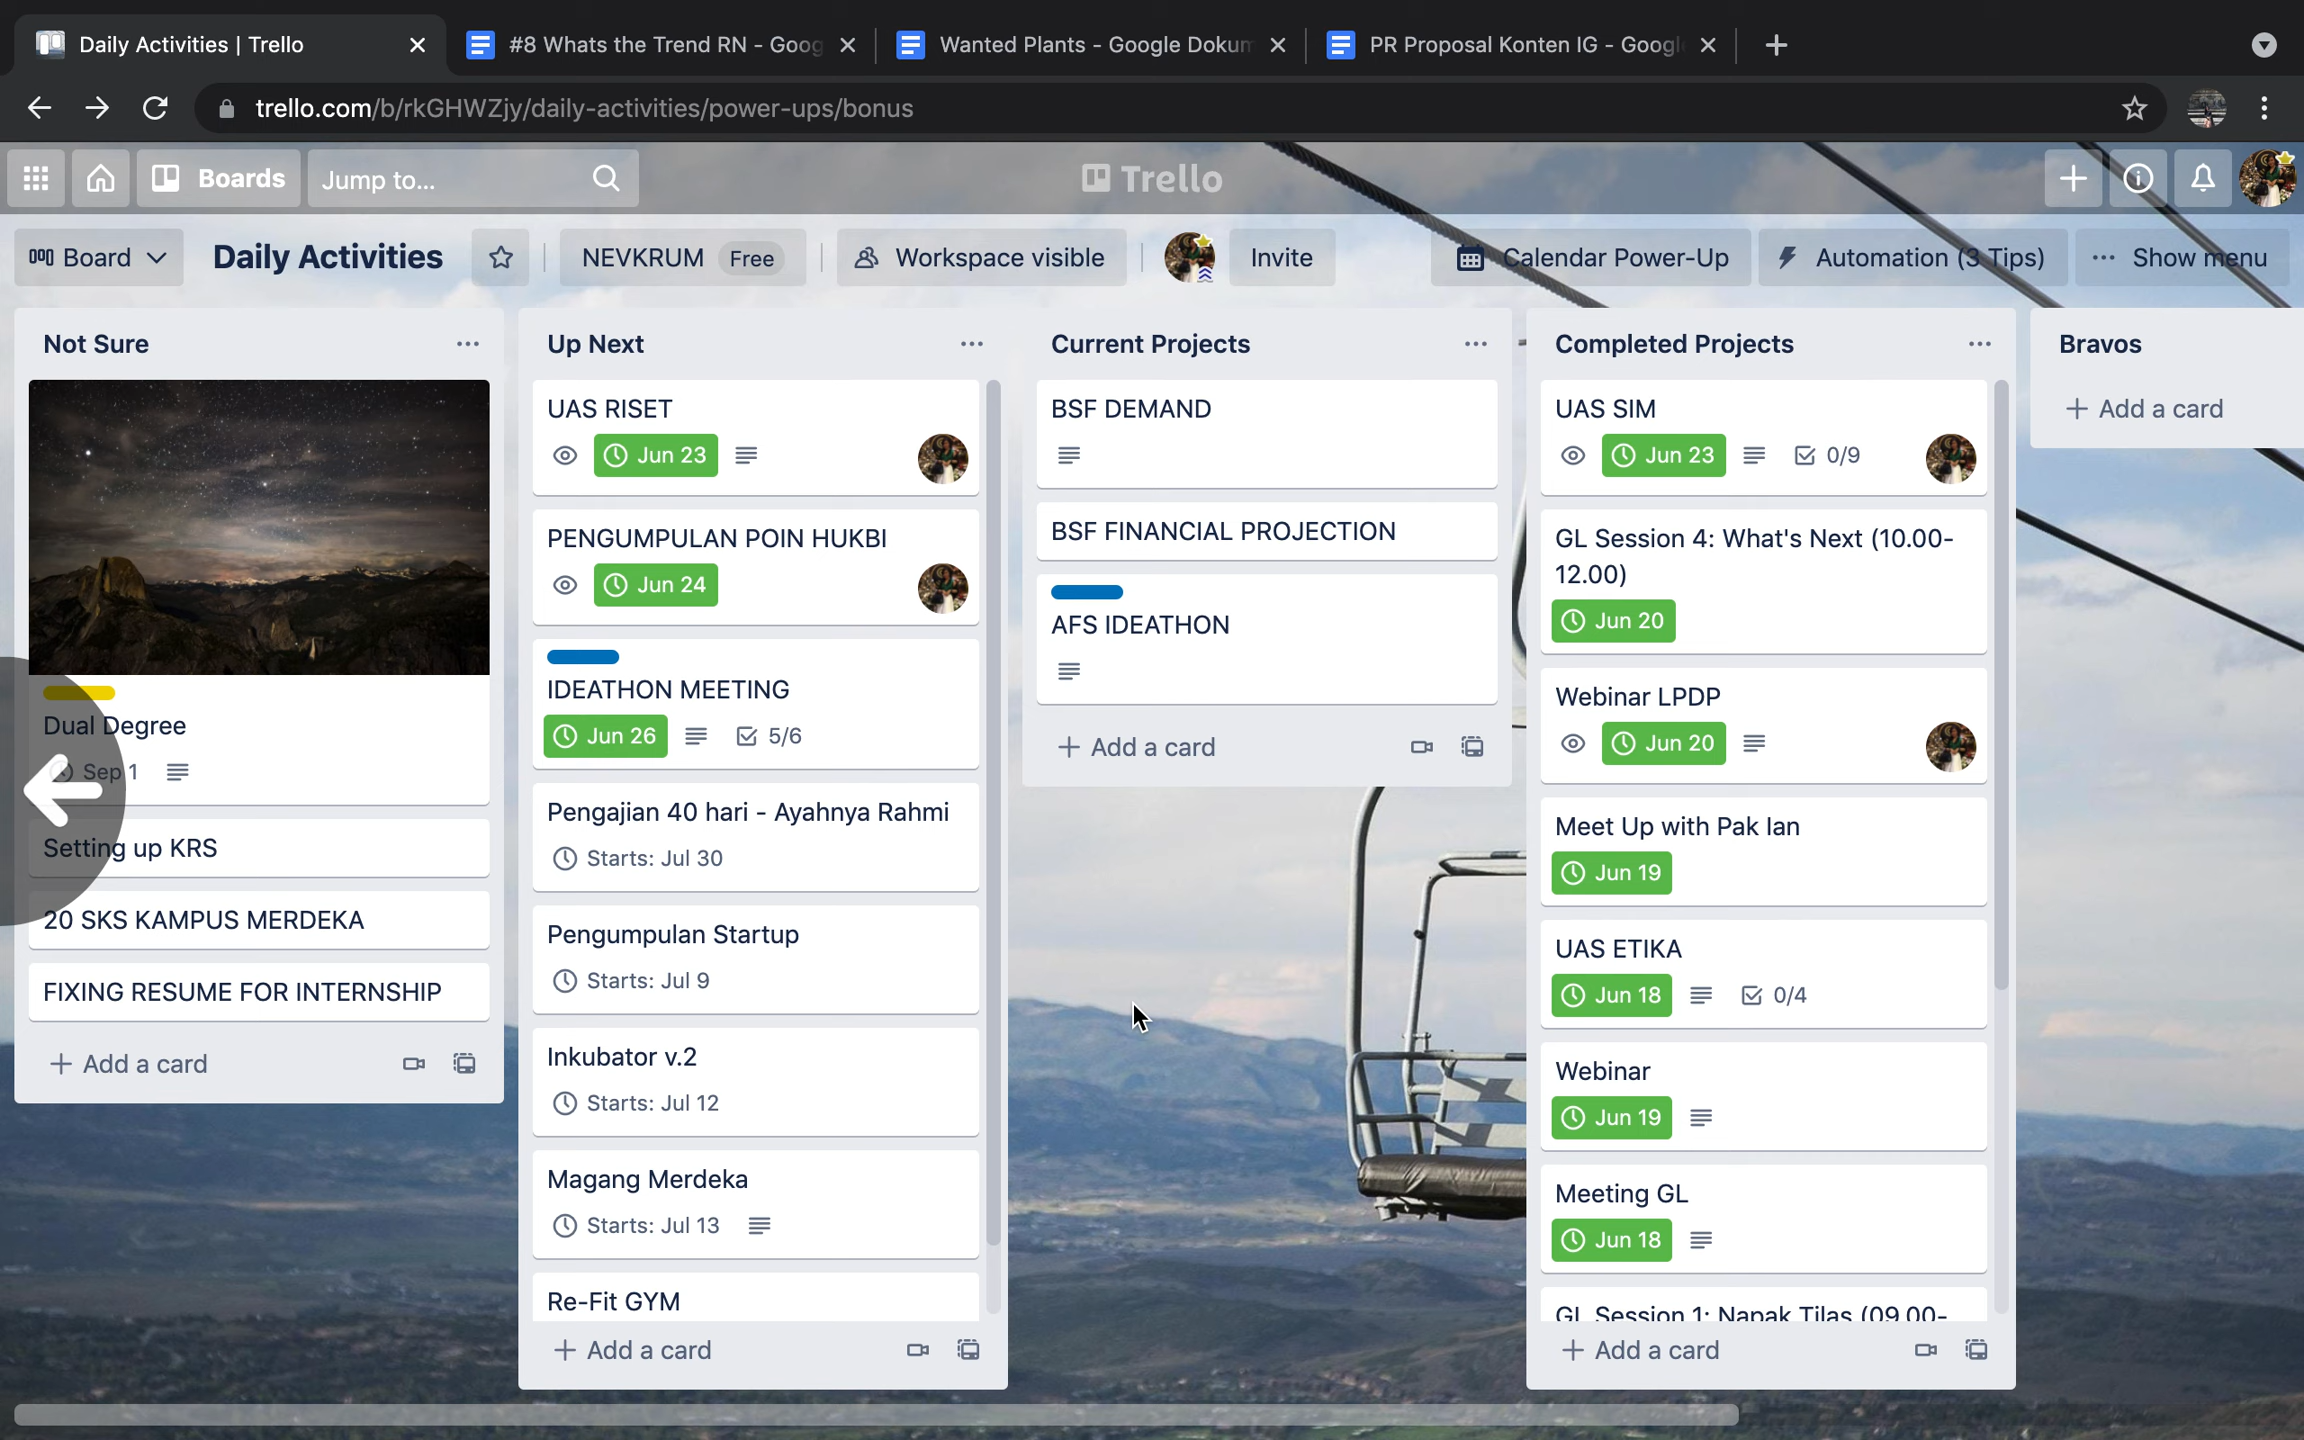 Daily Activities | Trello
#8 Whats the Trend RN - Goog
Wanted Plants - Google Dokum
PR Proposal Konten IG - Googl
trello.com/b/rkGHWZjy/daily-activities/power-ups/bonus
Boards
Jump to...
Trello
Board
Daily Activities
NEVKRUM Free
Workspace visible
Invite
Calendar Power-Up
Automation (3 Tips)
Show menu
Not Sure
Dual Degree
Sep 1
Setting up KRS
20 SKS KAMPUS MERDEKA
FIXING RESUME FOR INTERNSHIP
Add a card
Up Next
UAS RISET
Jun 23
PENGUMPULAN POIN HUKBI
Jun 24
IDEATHON MEETING
Jun 26 5/6
Pengajian 40 hari - Ayahnya Rahmi
Starts: Jul 30
Pengumpulan Startup
Starts: Jul 9
Inkubator v.2
Starts: Jul 12
Magang Merdeka
Starts: Jul 13
Re-Fit GYM
Add a card
Current Projects
BSF DEMAND
BSF FINANCIAL PROJECTION
AFS IDEATHON
Add a card
Completed Projects
UAS SIM
Jun 23 0/9
GL Session 4: What's Next (10.00-
12.00)
Jun 20
Webinar LPDP
Jun 20
Meet Up with Pak Ian
Jun 19
UAS ETIKA
Jun 18 0/4
Webinar
Jun 19
Meeting GL
Jun 18
GL Session 1: Napak Tilas (09.00-
Add a card
Bravos
Add a card